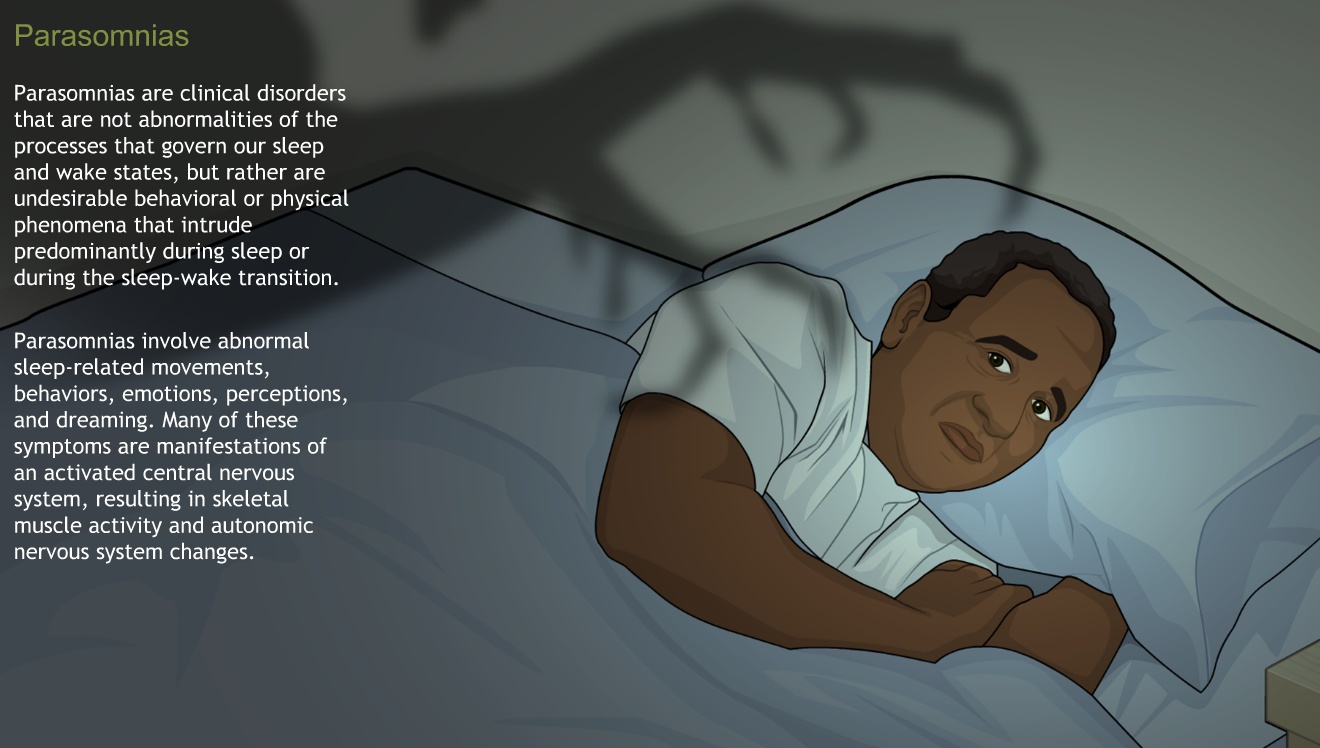 Parasomnias
Parasomnias are clinical disorders
that are not abnormalities of the
processes that govern our sleep
and wake states, but rather are
undesirable behavioral or physical
phenomena that intrude
predominantly during sleep or
during the sleep-wake transition.
Parasomnias involve abnormal
sleep-related movements,
behaviors, emotions, perceptions,
and dreaming. Many of these
symptoms are manifestations of
an activated central nervous
system, resulting in skeletal
muscle activity and autonomic
nervous system changes.